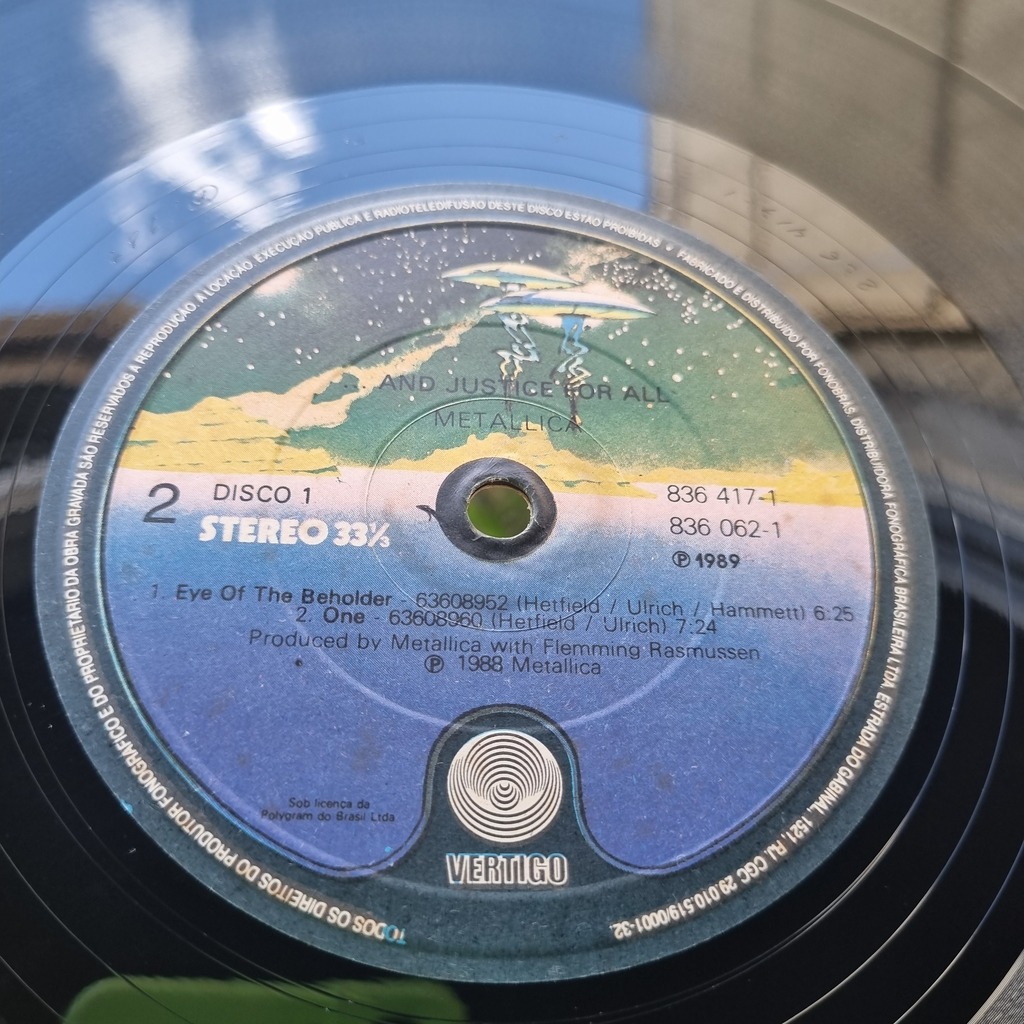 TODOS OS DIREITOS DO PRODUTOR FONOGRÁFICO E DO PROPRIETÁRIO DA OBRA GRAVADA SÃO RESERVADOS A REPRODUÇÃO A LOCAÇÃO EXECUÇÃO PÚBLICA E RADIOTELEDIFUSÃO DESTE DISCO ESTÃO PROIBIDAS • FABRICADO E DISTRIBUIDO POR FONOBRAS DISTRIBUIDORA FONOGRÁFICA BRASILEIRA LTDA. ESTRADA DO GABINAL, 1521, RJ. CGC 29.010.519/0001-32.
... AND JUSTICE FOR ALL
METALLICA
2 DISCO 1
STEREO 33⅓
836 417-1
836 062-1
℗ 1989
1. Eye Of The Beholder - 63608952 (Hetfield / Ulrich / Hammett) 6:25
2. One - 63608960 (Hetfield / Ulrich) 7:24
Produced by Metallica with Flemming Rasmussen
℗ 1988 Metallica
Sob licença da
Polygram do Brasil Ltda
VERTIGO